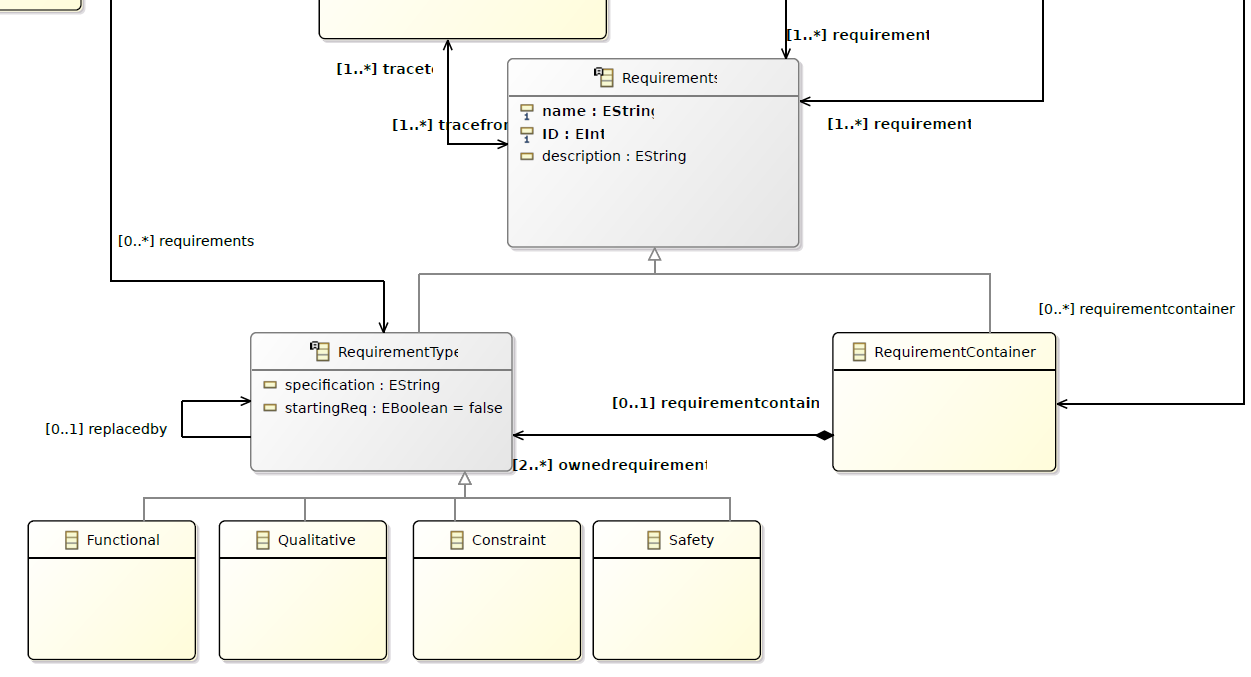 [1..*] requirement
[1..*] tracet
Requirements
[1..*] tracefror
name : EString
[1..*] requirement
ID : EInt
description : EString
[0..*] requirements
[0..*] requirementcontainer
RequirementType
RequirementContainer
specification : EString
[0..1] requirementcontain
startingReq : EBoolean = false
[0..1] replacedby
[2..*] ownedrequirement
Functional
Qualitative
Constraint
Safety